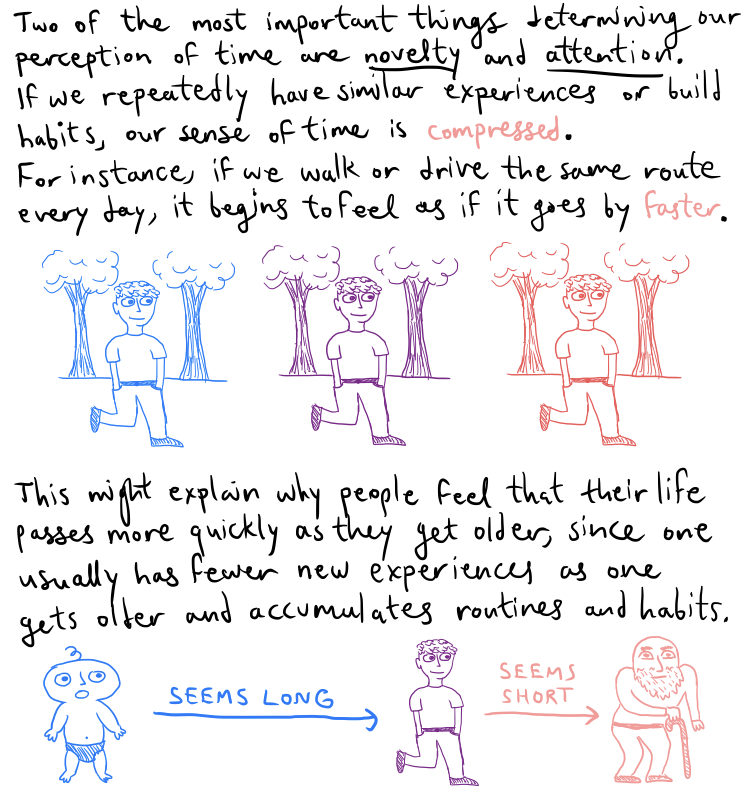 Two of the most important things determining our
perception of time are novelty and attention.
If we repeatedly have similar experiences or build
habits, our sense of time is compressed.
For instance, if we walk or drive the same route
every day, it begins to feel as if it goes by faster.
This might explain why people feel that their life
passes more quickly as they get older, since one
usually has fewer new experiences as one
gets older and accumulates routines and habits.
SEEMS LONG
SEEMS
SHORT